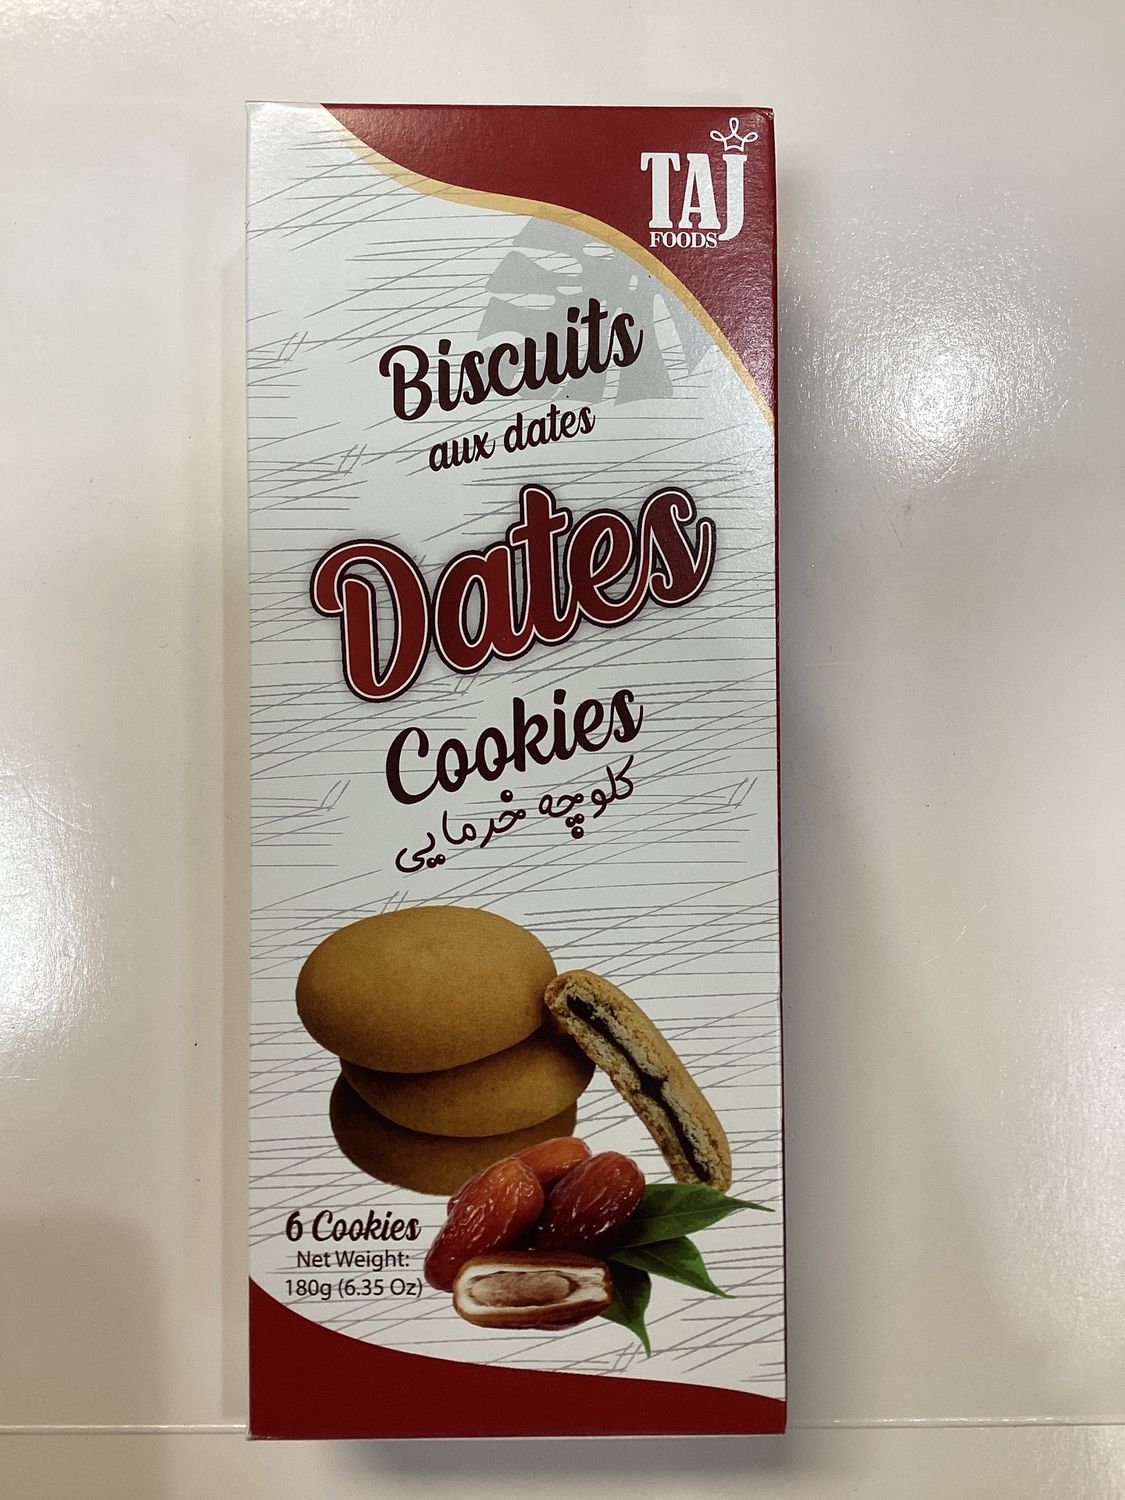 TAJ
FOODS
Biscuits
aux dates
Dates
Cookies
کلوچه خرمایی
6 Cookies
Net Weight:
180g (6.35 Oz)